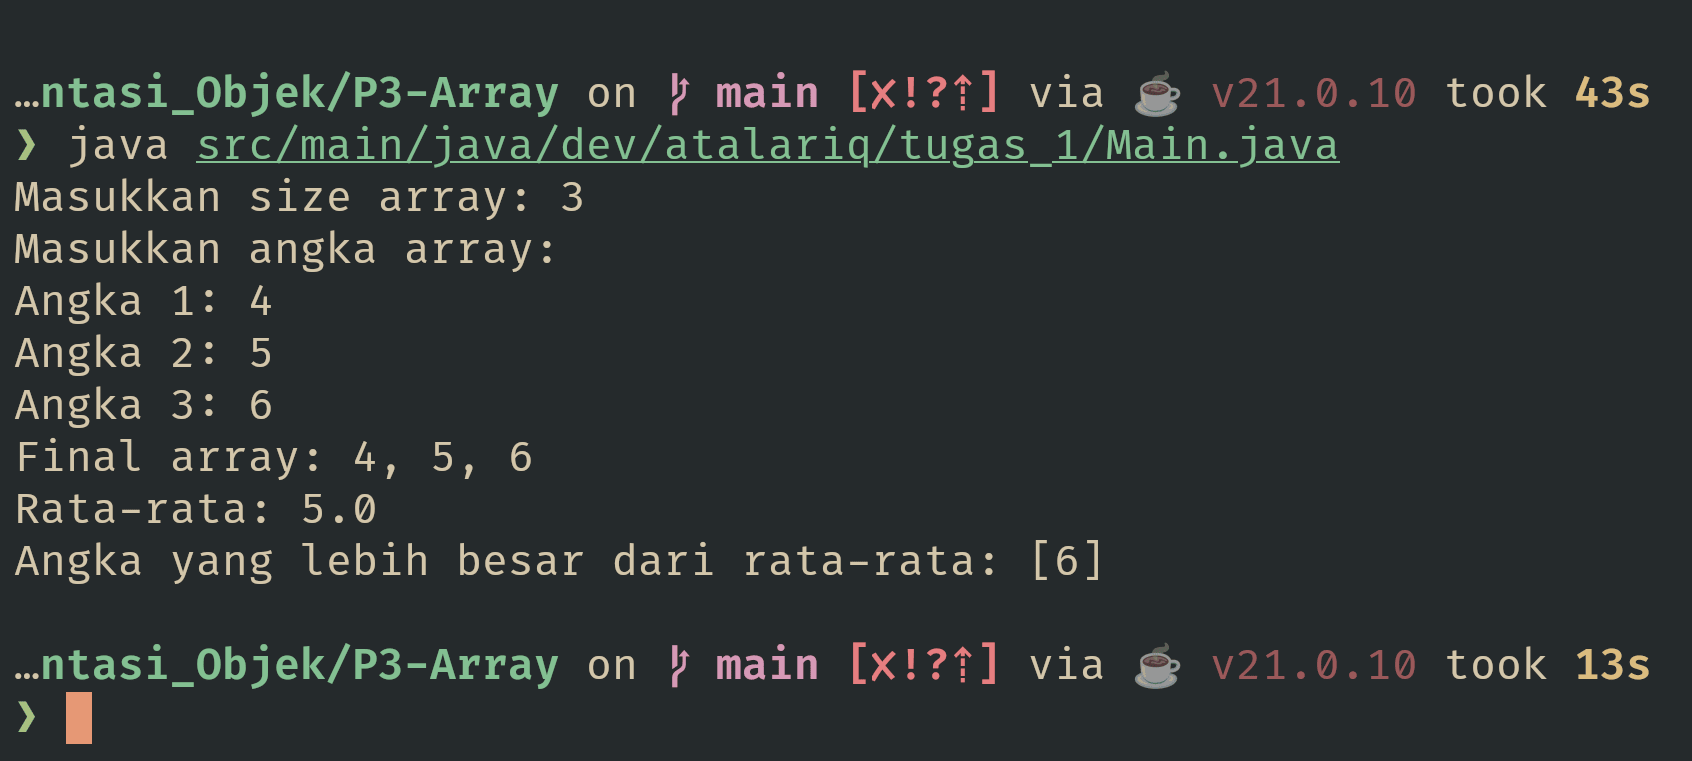 …ntasi_Objek/P3-Array on main [✗!?⇡] via ☕ v21.0.10 took 43s
❯ java src/main/java/dev/atalariq/tugas_1/Main.java
Masukkan size array: 3
Masukkan angka array:
Angka 1: 4
Angka 2: 5
Angka 3: 6
Final array: 4, 5, 6
Rata-rata: 5.0
Angka yang lebih besar dari rata-rata: [6]
…ntasi_Objek/P3-Array on main [✗!?⇡] via ☕ v21.0.10 took 13s
❯